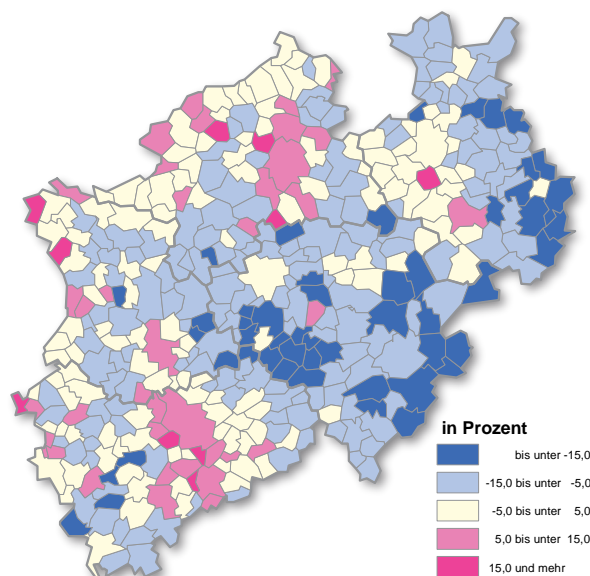 in Prozent
bis unter -15,0
-15,0 bis unter -5,0
-5,0 bis unter 5,0
5,0 bis unter 15,0
15,0 und mehr